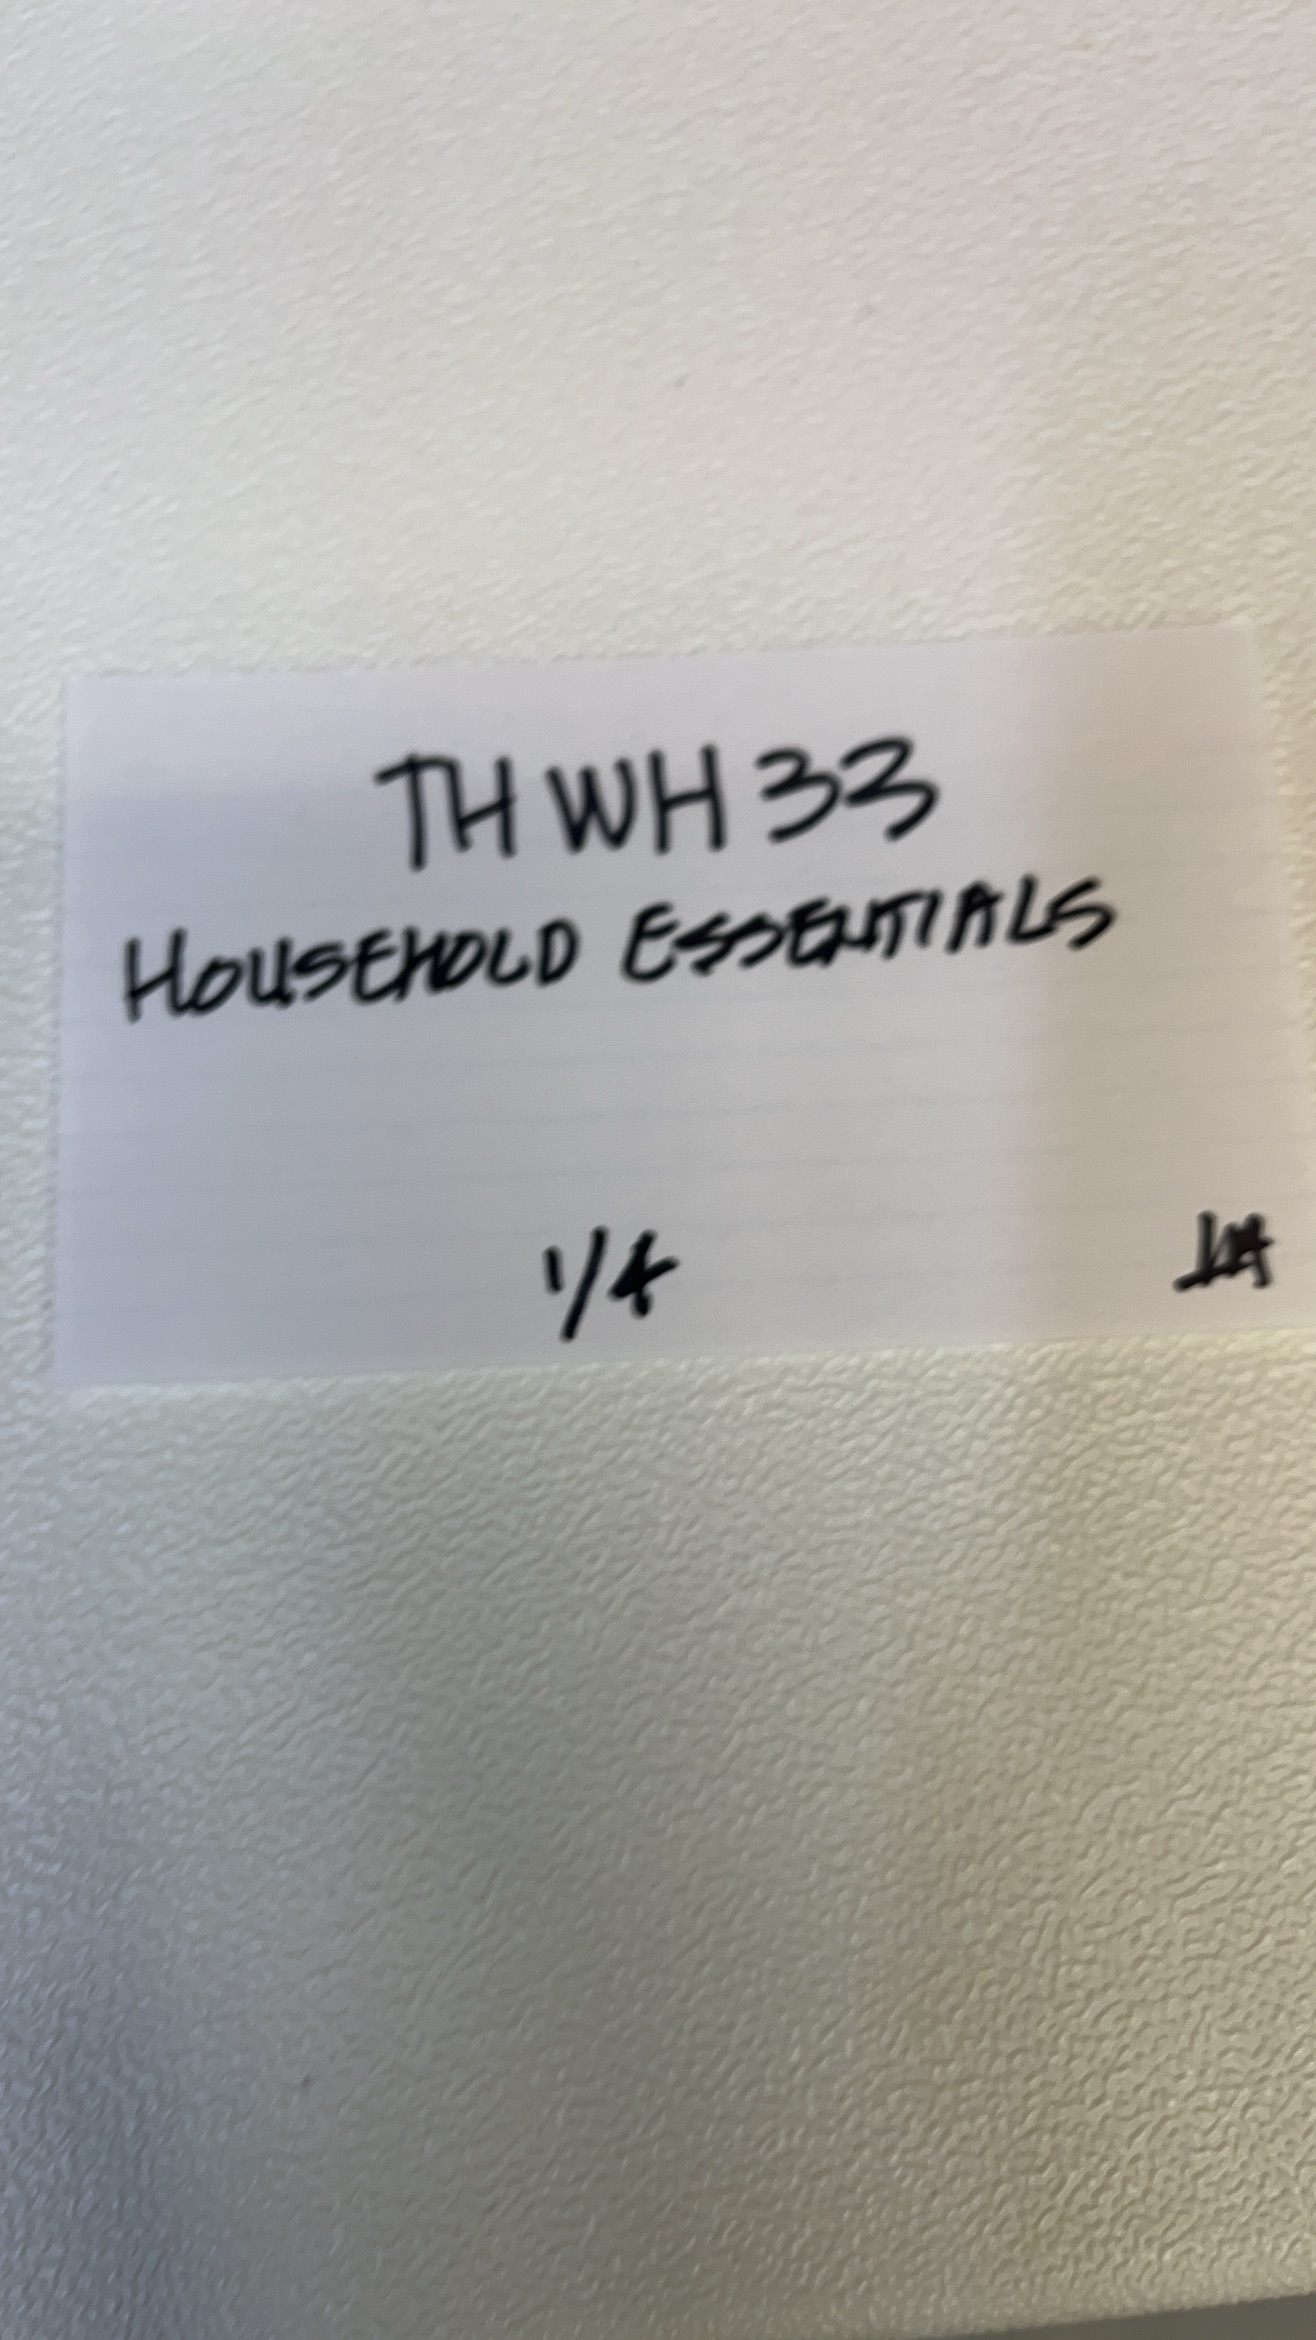 TH WH 33
HOUSEHOLD ESSENTIALS
1/4